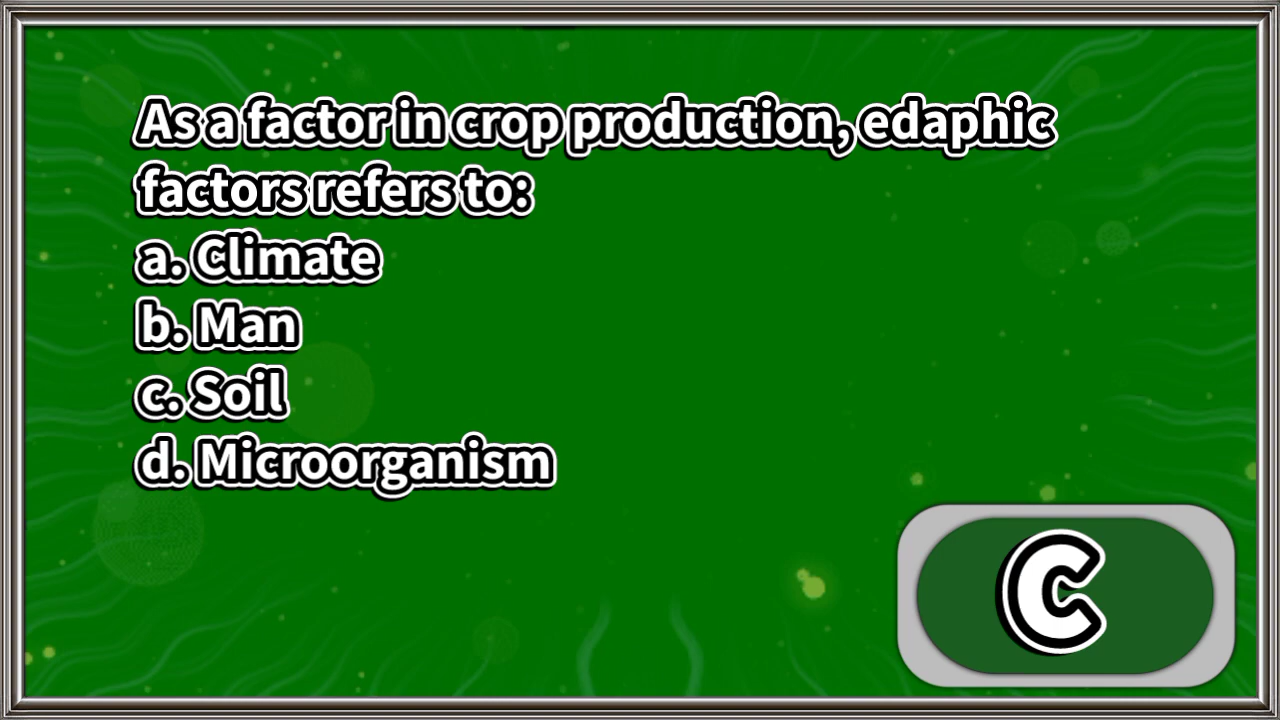 As a factor in crop production, edaphic
factors refers to:
a. Climate
b. Man
c. Soil
d. Microorganism
C